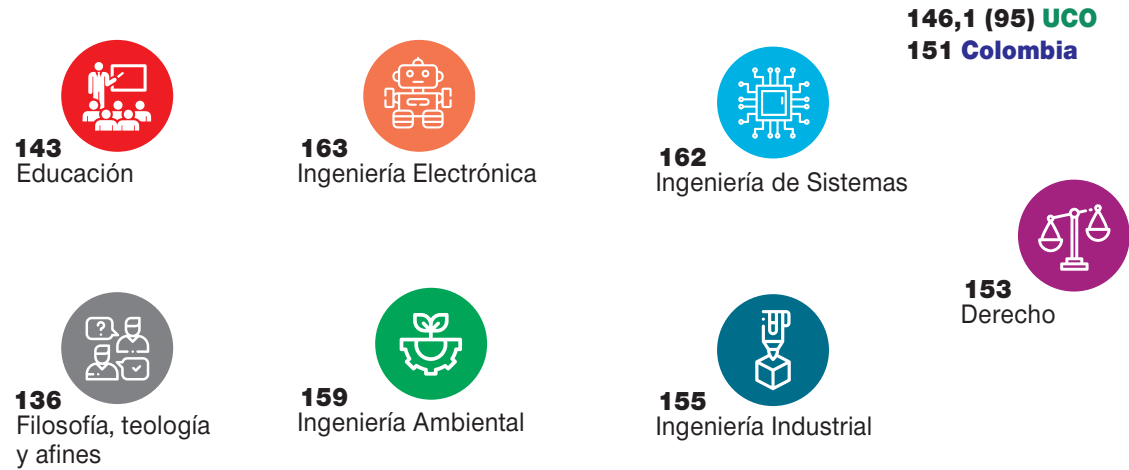 146,1 (95) UCO
151 Colombia
143
Educación
163
Ingeniería Electrónica
162
Ingeniería de Sistemas
153
Derecho
136
Filosofía, teología
y afines
159
Ingeniería Ambiental
155
Ingeniería Industrial